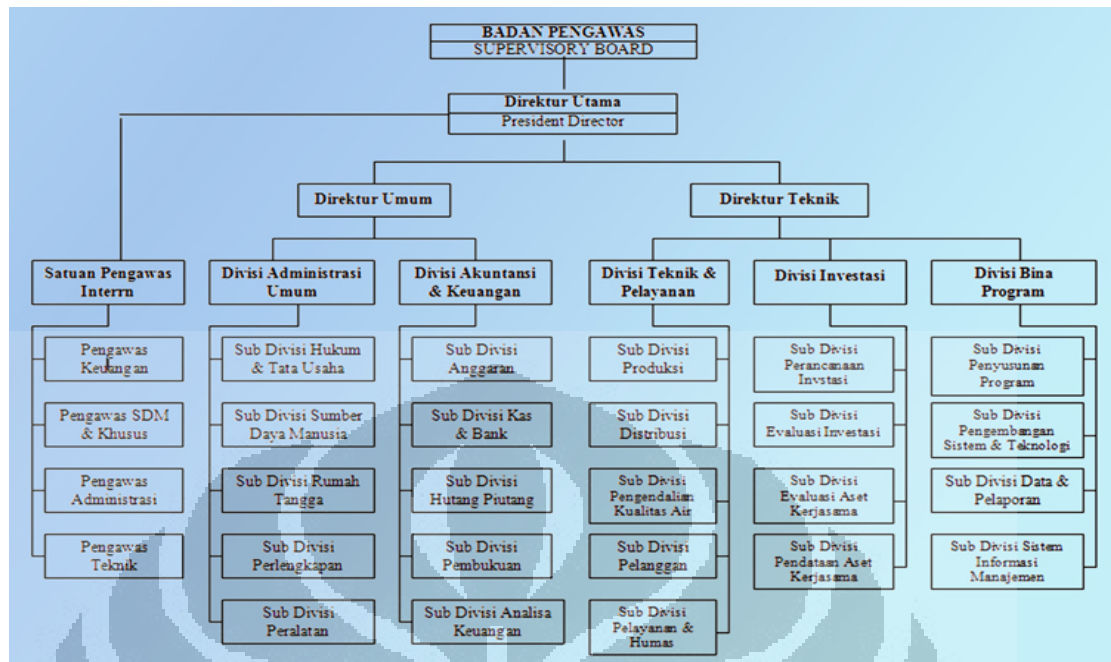 BADAN PENGAWAS
SUPERVISORY BOARD
Direktur Utama
President Director
Direktur Umum
Direktur Teknik
Satuan Pengawas
Interrn
Divisi Administrasi
Umum
Divisi Akuntansi
& Keuangan
Divisi Teknik &
Pelayanan
Divisi Investasi
Divisi Bina
Program
Pengawas
Keuangan
Sub Divisi Hukum
& Tata Usaha
Sub Divisi
Anggaran
Sub Divisi
Produksi
Sub Divisi
Perancanaan
Invstasi
Sub Divisi
Penyusunan
Program
Pengawas SDM
& Khusus
Sub Divisi Sumber
Daya Manusia
Sub Divisi Kas
& Bank
Sub Divisi
Distribusi
Sub Divisi
Evaluasi Investasi
Sub Divisi
Pengembangan
Sistem & Teknologi
Pengawas
Administrasi
Sub Divisi Rumah
Tangga
Sub Divisi
Hutang Piutang
Sub Divisi
Pengendalian
Kualitas Air
Sub Divisi
Evaluasi Aset
Kerjasama
Sub Divisi Data &
Pelaporan
Pengawas
Teknik
Sub Divisi
Perlengkapan
Sub Divisi
Pembukuan
Sub Divisi
Pelanggan
Sub Divisi
Pendataan Aset
Kerjasama
Sub Divisi Sistem
Informasi
Manajemen
Sub Divisi
Peralatan
Sub Divisi Analisa
Keuangan
Sub Divisi
Pelayanan &
Humas